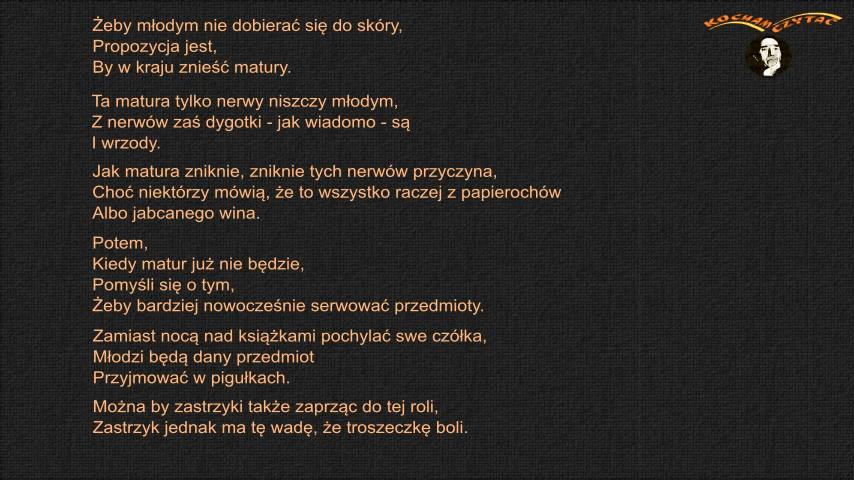 KOCHAM CZYTAĆ
Żeby młodym nie dobierać się do skóry,
Propozycja jest,
By w kraju znieść matury.
Ta matura tylko nerwy niszczy młodym,
Z nerwów zaś dygotki - jak wiadomo - są
I wrzody.
Jak matura zniknie, zniknie tych nerwów przyczyna,
Choć niektórzy mówią, że to wszystko raczej z papierochów
Albo jabcanego wina.
Potem,
Kiedy matur już nie będzie,
Pomyśli się o tym,
Żeby bardziej nowocześnie serwować przedmioty.
Zamiast nocą nad książkami pochylać swe czółka,
Młodzi będą dany przedmiot
Przyjmować w pigułkach.
Można by zastrzyki także zaprząc do tej roli,
Zastrzyk jednak ma tę wadę, że troszeczkę boli.